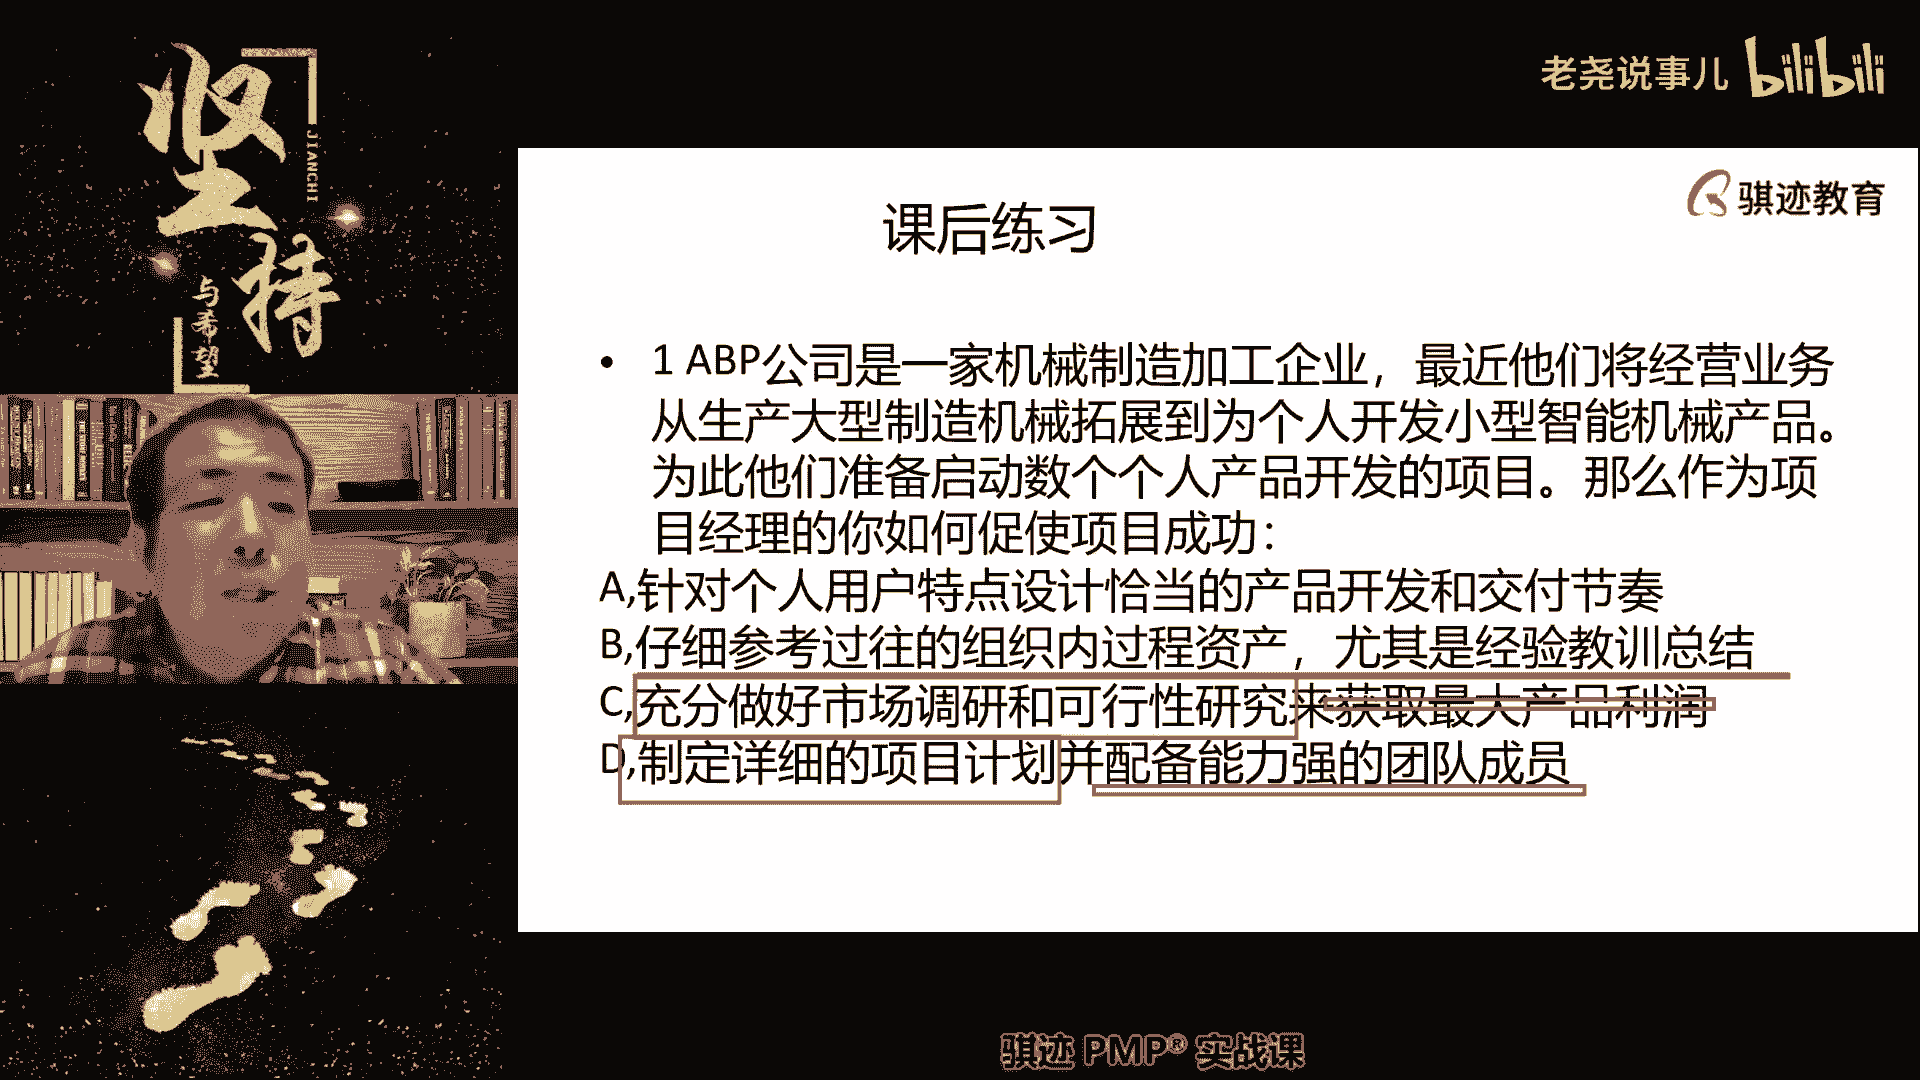 坚持
JIANCHI
与希望
老尧说事儿 bilibili
骐迹教育
课后练习
• 1 ABP公司是一家机械制造加工企业，最近他们将经营业务
从生产大型制造机械拓展到为个人开发小型智能机械产品。
为此他们准备启动数个个人产品开发的项目。那么作为项
目经理的你如何促使项目成功：
A,针对个人用户特点设计恰当的产品开发和交付节奏
B,仔细参考过往的组织内过程资产，尤其是经验教训总结
C,充分做好市场调研和可行性研究来获取最大产品利润
D,制定详细的项目计划并配备能力强的团队成员
骐迹 PMP® 实战课